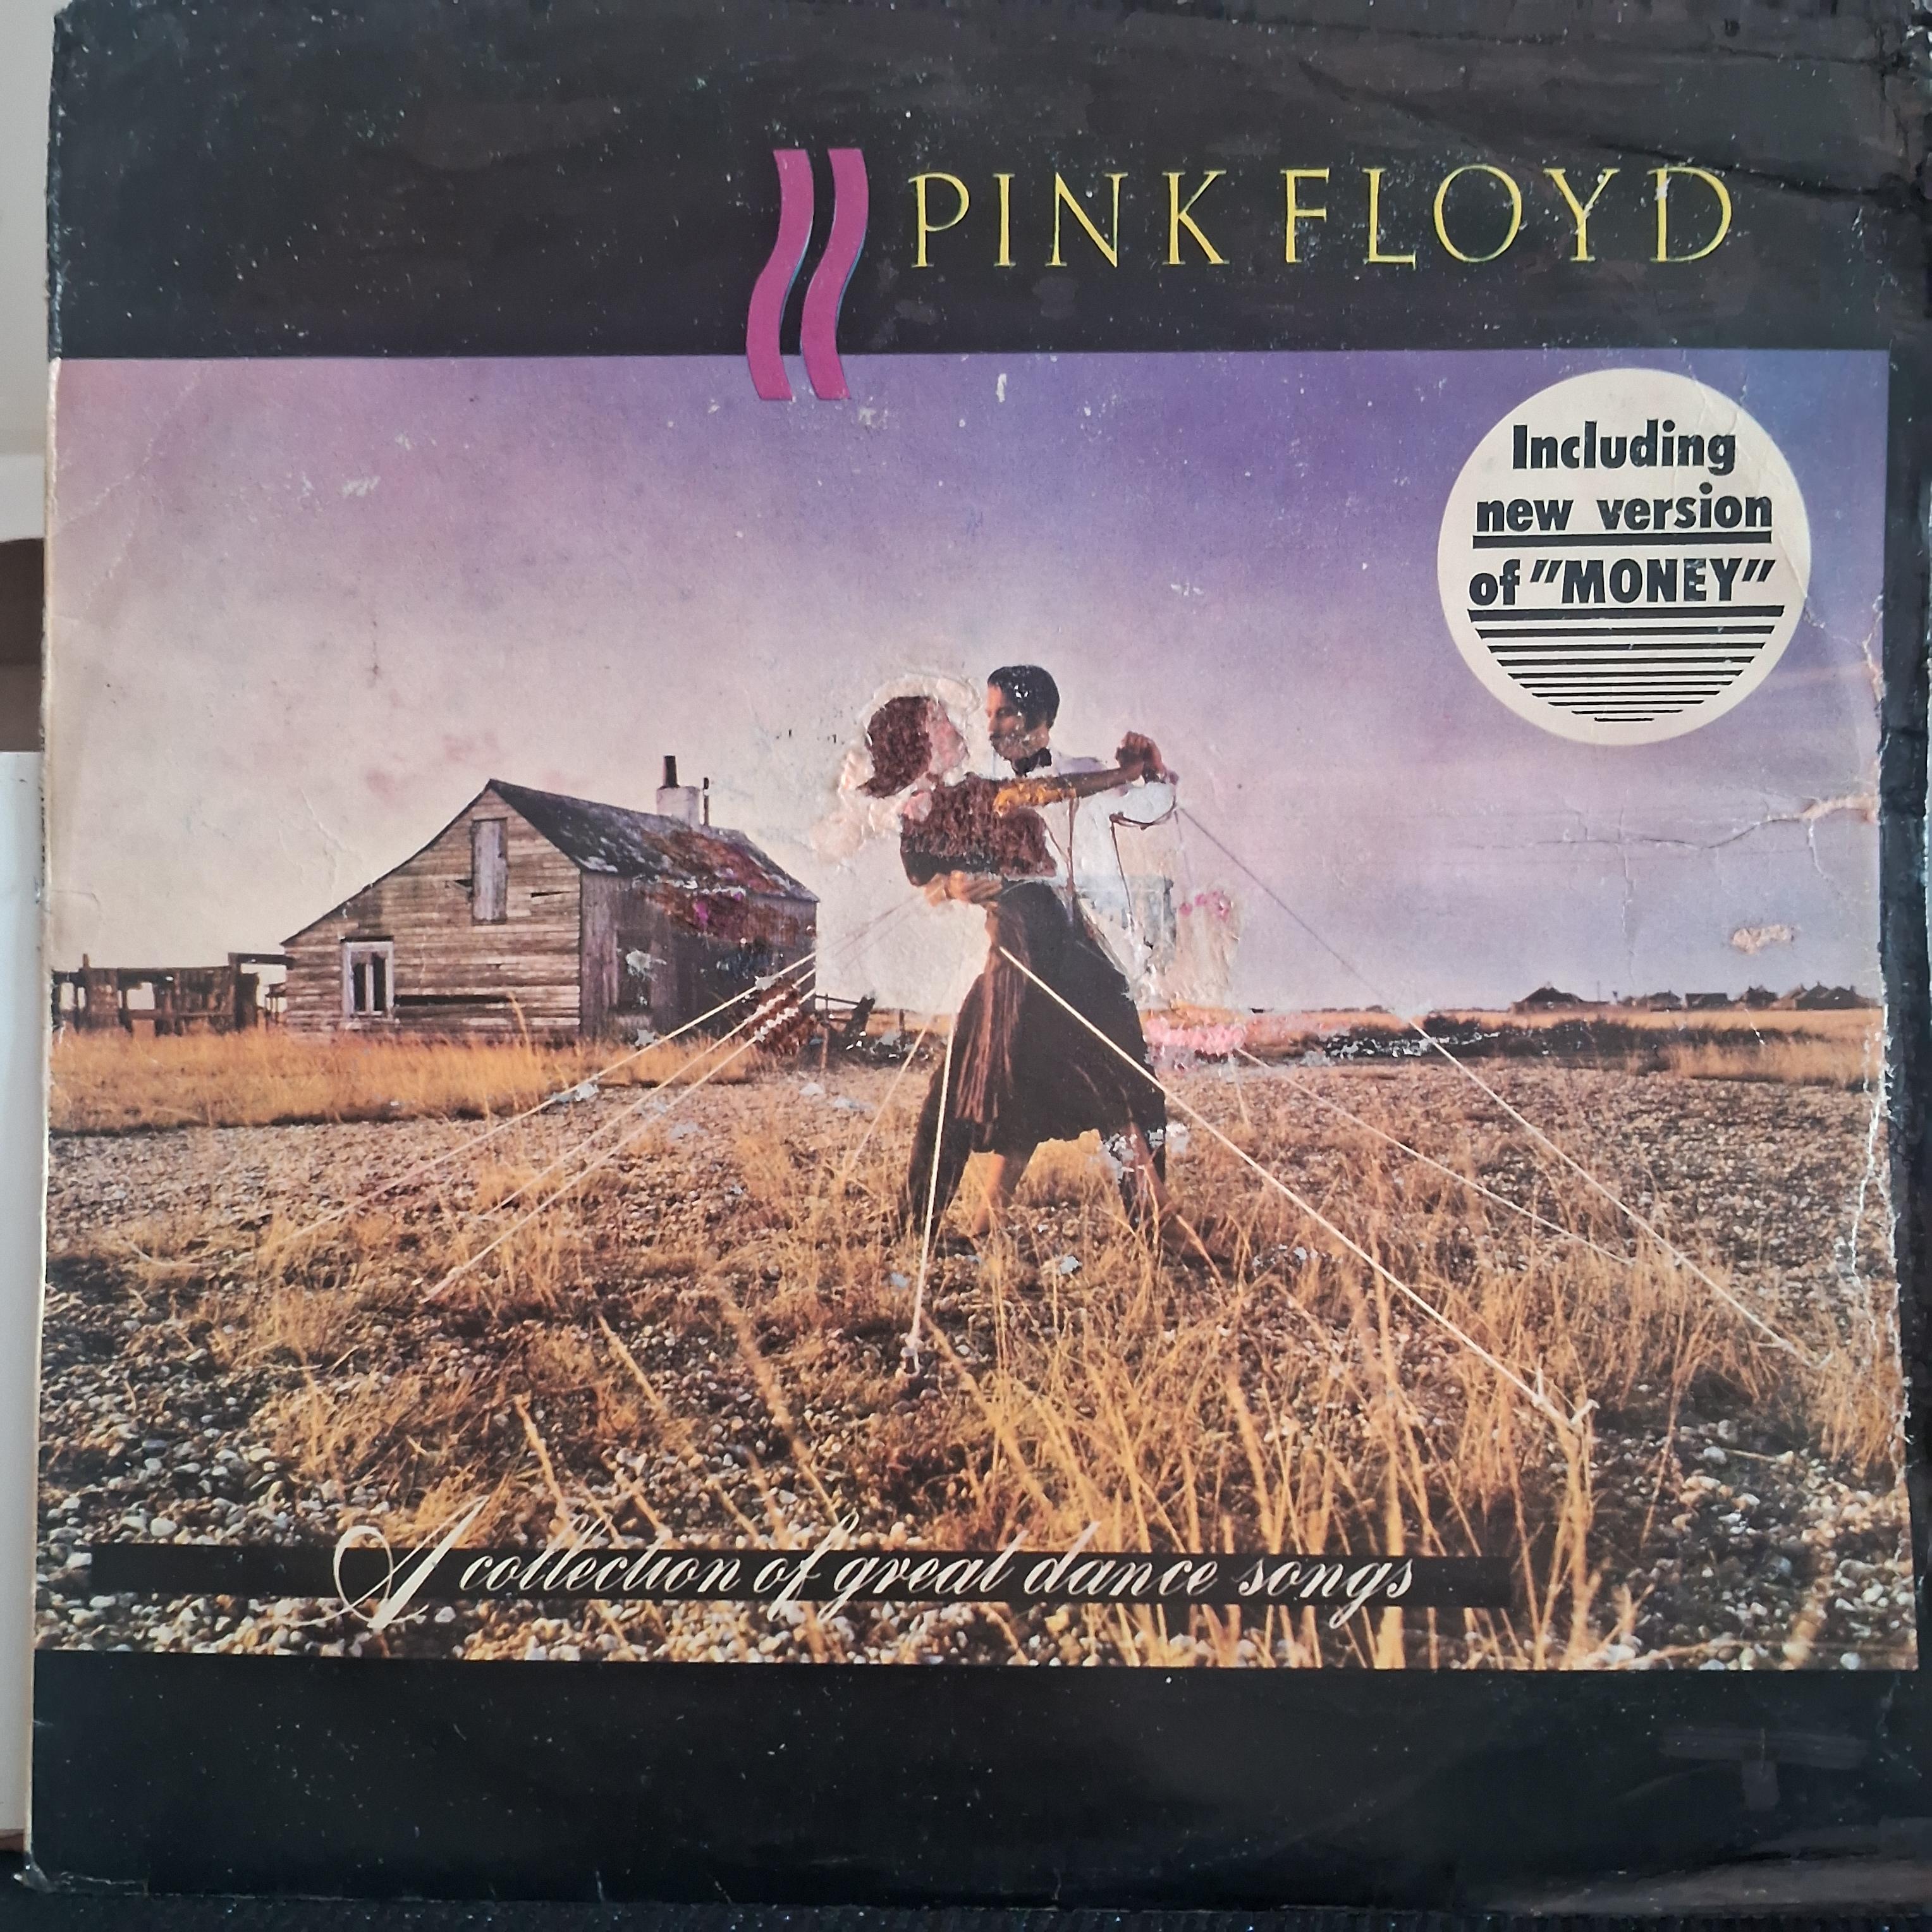 PINK FLOYD
Including
new version
of "MONEY"
A collection of great dance songs